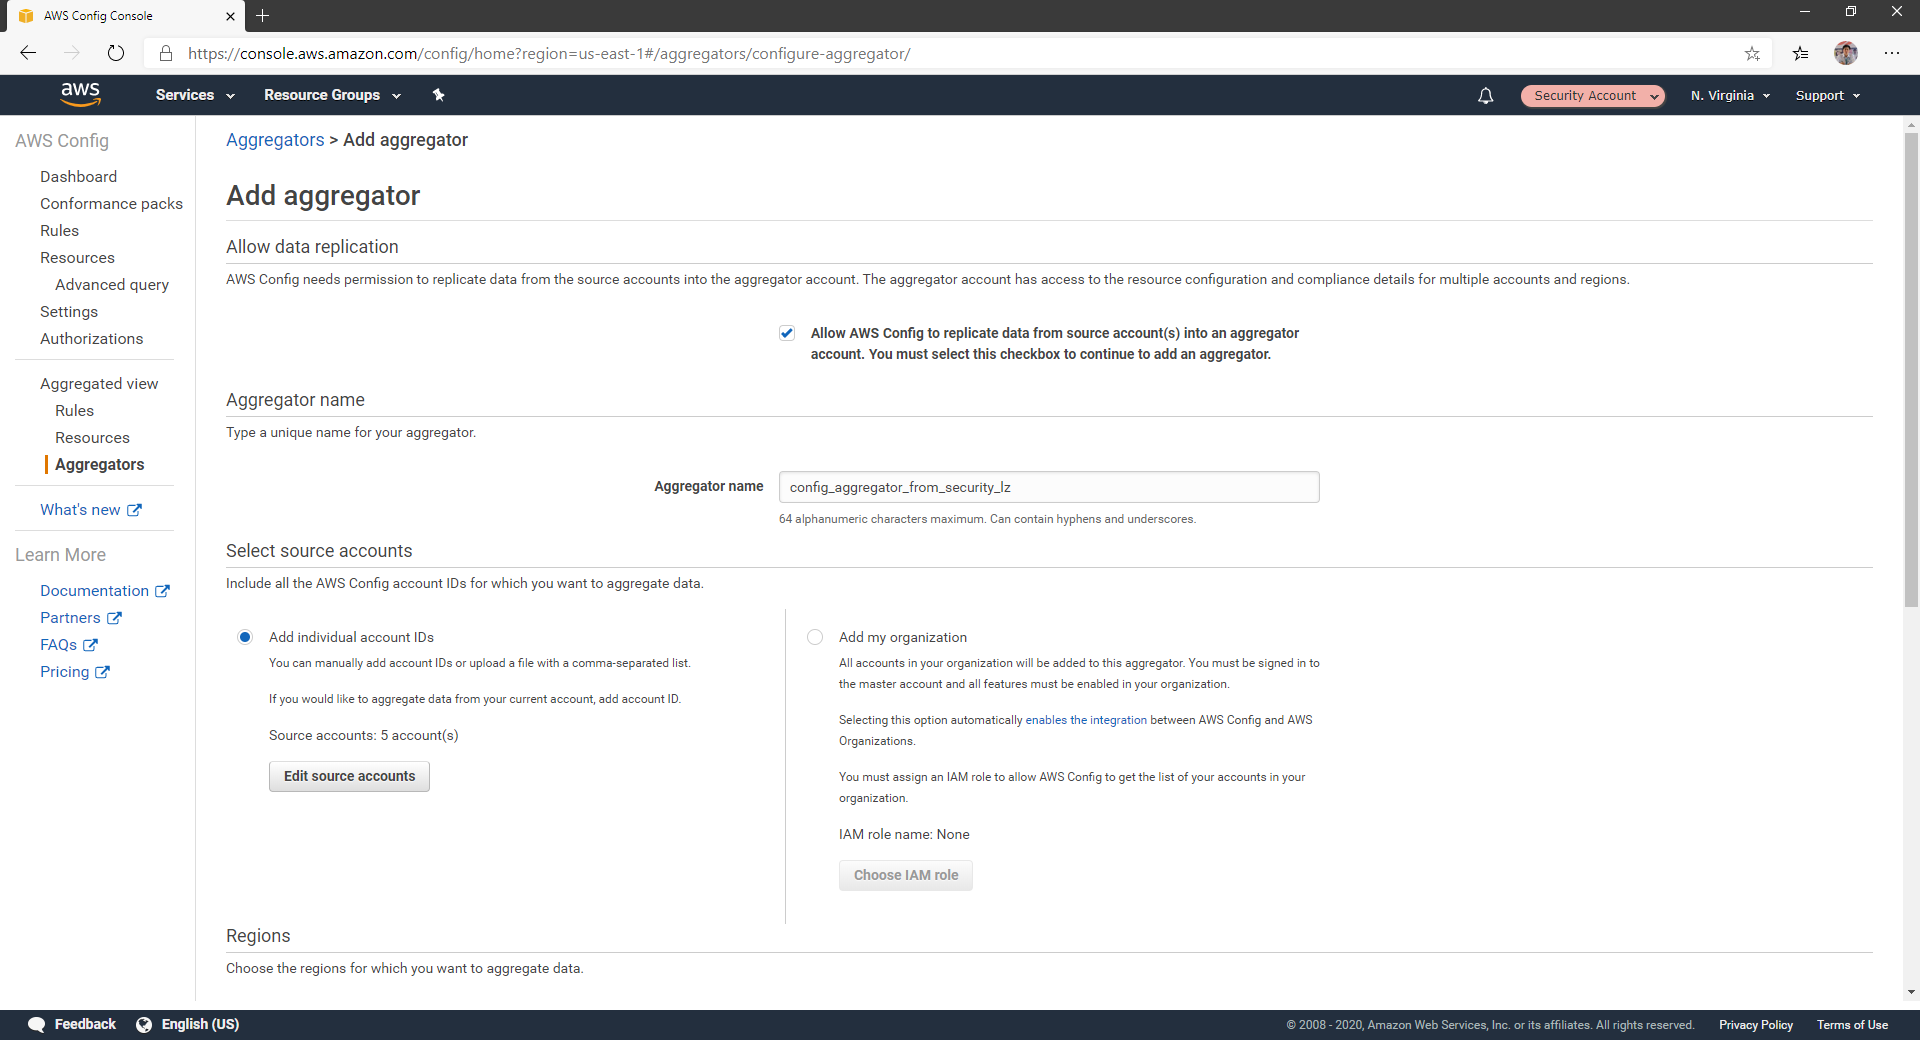 AWS Config Console
https://console.aws.amazon.com/config/home?region=us-east-1#/aggregators/configure-aggregator/
aws
Services
Resource Groups
Security Account
N. Virginia
Support
AWS Config
Dashboard
Conformance packs
Rules
Resources
Advanced query
Settings
Authorizations
Aggregated view
Rules
Resources
Aggregators
What's new
Learn More
Documentation
Partners
FAQs
Pricing
Aggregators > Add aggregator
Add aggregator
Allow data replication
AWS Config needs permission to replicate data from the source accounts into the aggregator account. The aggregator account has access to the resource configuration and compliance details for multiple accounts and regions.
Allow AWS Config to replicate data from source account(s) into an aggregator
account. You must select this checkbox to continue to add an aggregator.
Aggregator name
Type a unique name for your aggregator.
Aggregator name
config_aggregator_from_security_lz
64 alphanumeric characters maximum. Can contain hyphens and underscores.
Select source accounts
Include all the AWS Config account IDs for which you want to aggregate data.
Add individual account IDs
You can manually add account IDs or upload a file with a comma-separated list.
If you would like to aggregate data from your current account, add account ID.
Source accounts: 5 account(s)
Edit source accounts
Add my organization
All accounts in your organization will be added to this aggregator. You must be signed in to
the master account and all features must be enabled in your organization.
Selecting this option automatically enables the integration between AWS Config and AWS
Organizations.
You must assign an IAM role to allow AWS Config to get the list of your accounts in your
organization.
IAM role name: None
Choose IAM role
Regions
Choose the regions for which you want to aggregate data.
Feedback
English (US)
© 2008 - 2020, Amazon Web Services, Inc. or its affiliates. All rights reserved.
Privacy Policy
Terms of Use